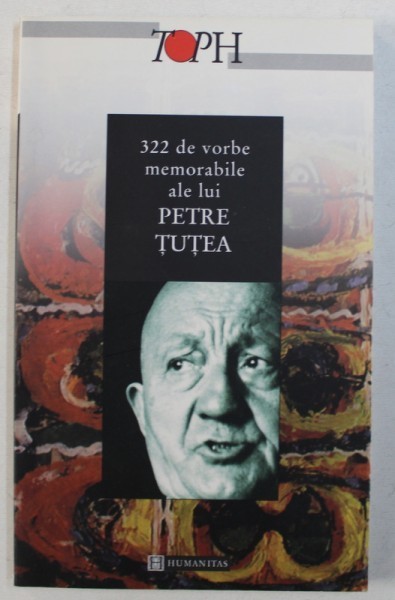 TOPH
322 de vorbe
memorabile
ale lui
PETRE
ȚUȚEA
HUMANITAS